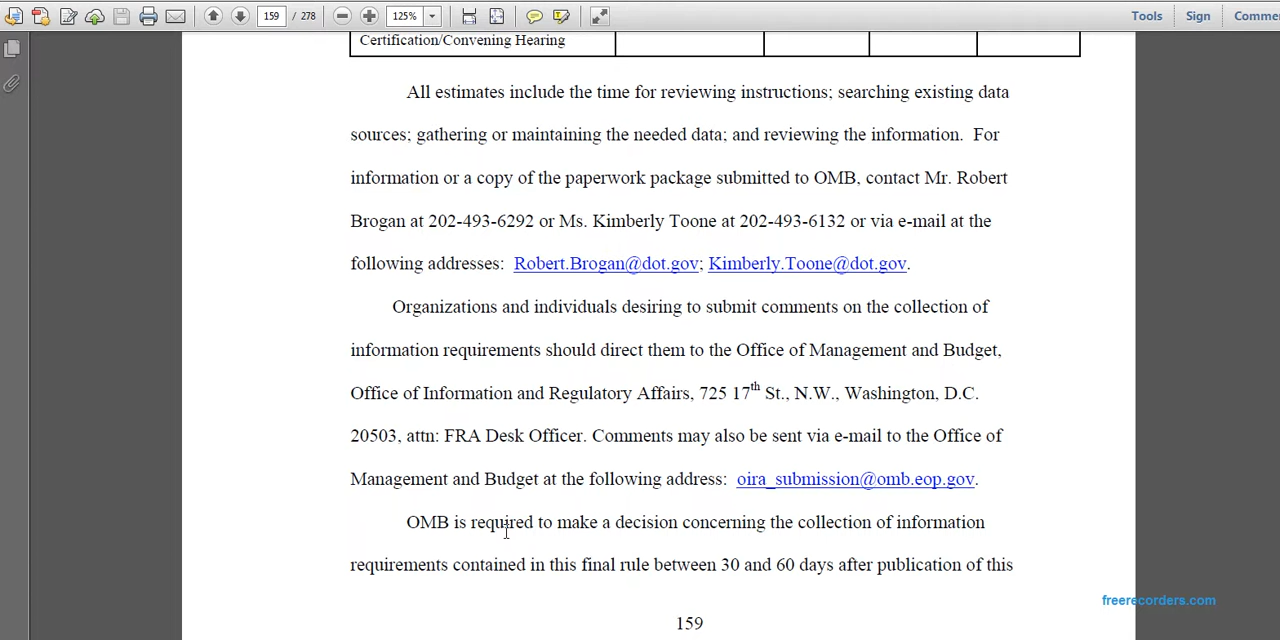 159 / 278 125% Tools Sign Comme
Certification/Convening Hearing
All estimates include the time for reviewing instructions; searching existing data
sources; gathering or maintaining the needed data; and reviewing the information. For
information or a copy of the paperwork package submitted to OMB, contact Mr. Robert
Brogan at 202-493-6292 or Ms. Kimberly Toone at 202-493-6132 or via e-mail at the
following addresses: Robert.Brogan@dot.gov; Kimberly.Toone@dot.gov.
Organizations and individuals desiring to submit comments on the collection of
information requirements should direct them to the Office of Management and Budget,
Office of Information and Regulatory Affairs, 725 17th St., N.W., Washington, D.C.
20503, attn: FRA Desk Officer. Comments may also be sent via e-mail to the Office of
Management and Budget at the following address: oira_submission@omb.eop.gov.
OMB is required to make a decision concerning the collection of information
requirements contained in this final rule between 30 and 60 days after publication of this
freerecorders.com
159